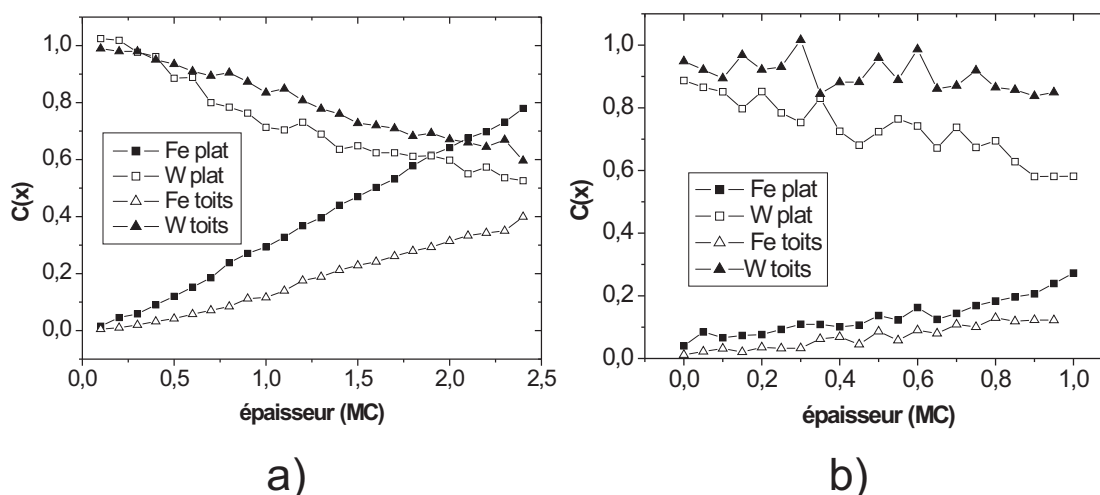 1,0
0,8
0,6
0,4
0,2
0,0
C(x)
Fe plat
W plat
Fe toits
W toits
0,0 0,5 1,0 1,5 2,0 2,5
épaisseur (MC)
a)
1,0
0,8
0,6
0,4
0,2
0,0
C(x)
Fe plat
W plat
Fe toits
W toits
0,0 0,2 0,4 0,6 0,8 1,0
épaisseur (MC)
b)